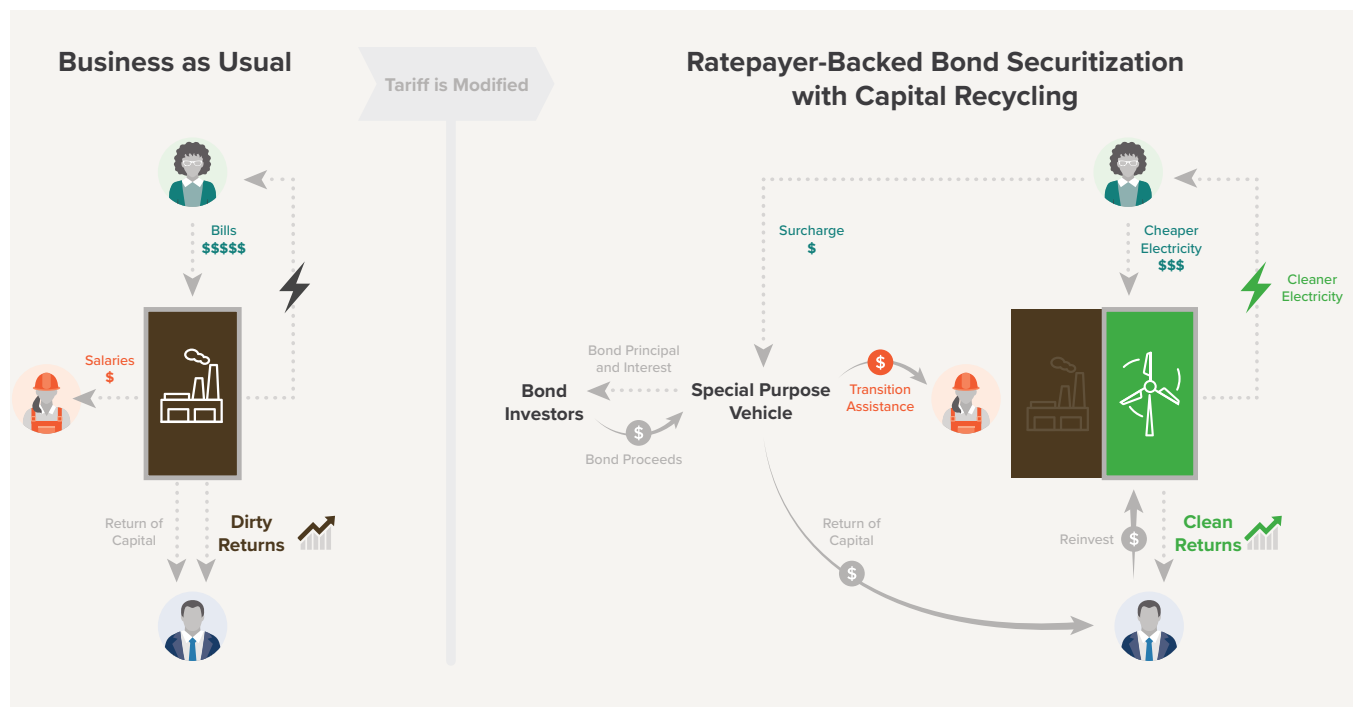 Business as Usual
Tariff is Modified
Ratepayer-Backed Bond Securitization
with Capital Recycling
Bills
$$$$$
Salaries
$
Return of
Capital
Dirty
Returns
Surcharge
$
Cheaper
Electricity
$$$
Cleaner
Electricity
Bond Principal
and Interest
Bond
Investors
$
Bond Proceeds
Special Purpose
Vehicle
$
Transition
Assistance
Return of
Capital
$
Reinvest
$
Clean
Returns